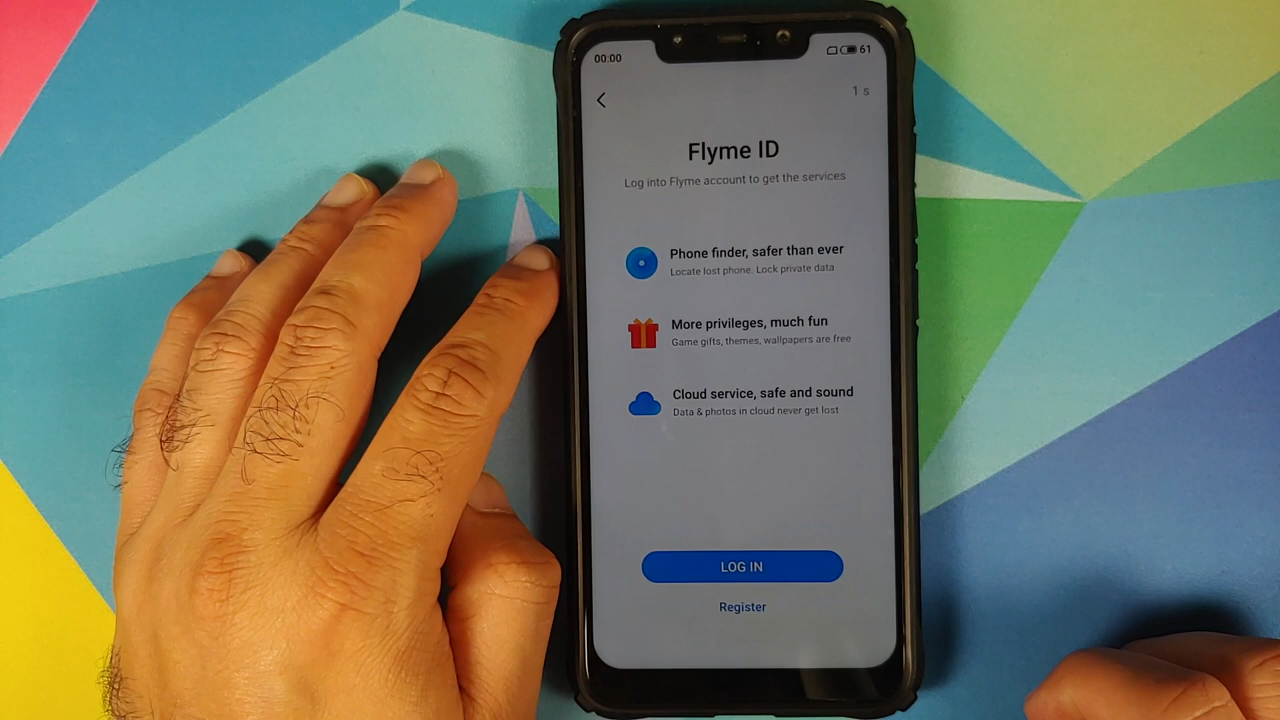 00:00
61
1 s
Flyme ID
Log into Flyme account to get the services
Phone finder, safer than ever
Locate lost phone. Lock private data
More privileges, much fun
Game gifts, themes, wallpapers are free
Cloud service, safe and sound
Data & photos in cloud never get lost
LOG IN
Register